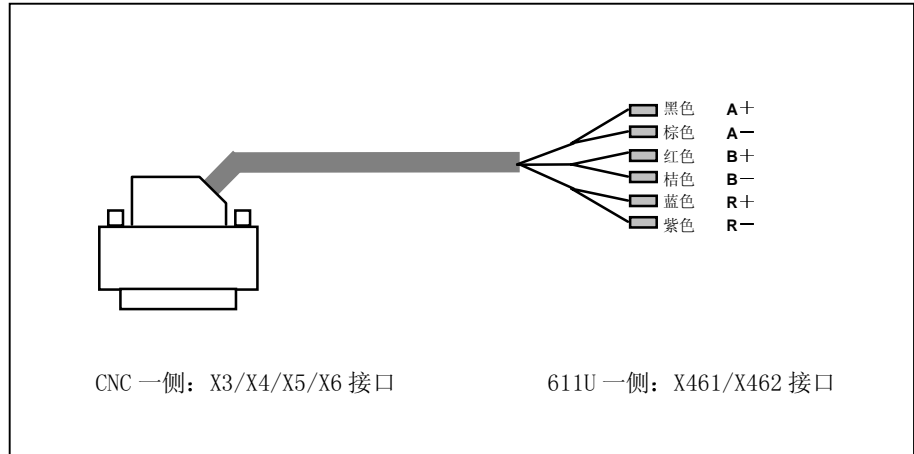 黑色 A+
棕色 A-
红色 B+
桔色 B-
蓝色 R+
紫色 R-
CNC 一侧：X3/X4/X5/X6 接口
611U 一侧：X461/X462 接口